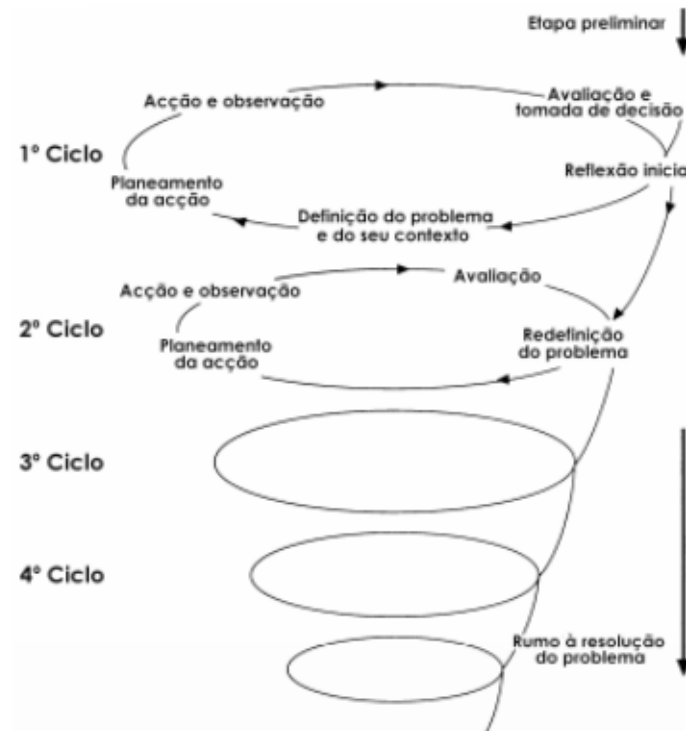 Etapa preliminar
Acção e observação
Avaliação e
tomada de decisão
1º Ciclo
Reflexão inicia
Planeamento
da acção
Definição do problema
e do seu contexto
Acção e observação
Avaliação
2º Ciclo
Planeamento
da acção
Redefinição
do problema
3º Ciclo
4º Ciclo
Rumo à resolução
do problema